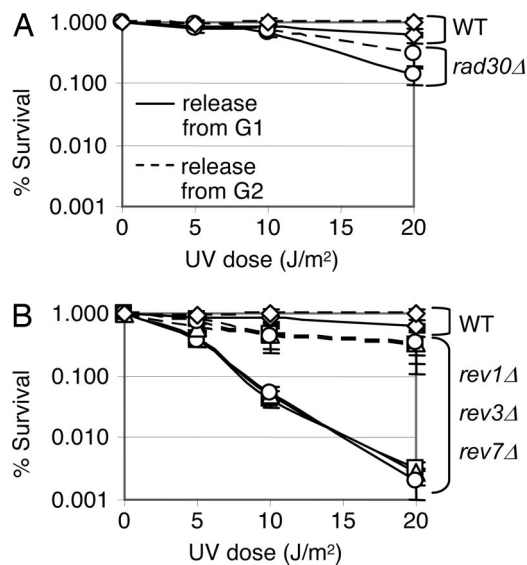 A
1.000
0.100
0.010
0.001
% Survival
release
from G1
release
from G2
WT
rad30Δ
0 5 10 15 20
UV dose (J/m²)
B
1.000
0.100
0.010
0.001
% Survival
WT
rev1Δ
rev3Δ
rev7Δ
0 5 10 15 20
UV dose (J/m²)